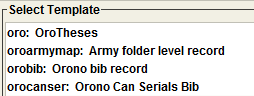 Select Template
oro: OroTheses
oroarmymap: Army folder level record
orobib: Orono bib record
orocanser: Orono Can Serials Bib